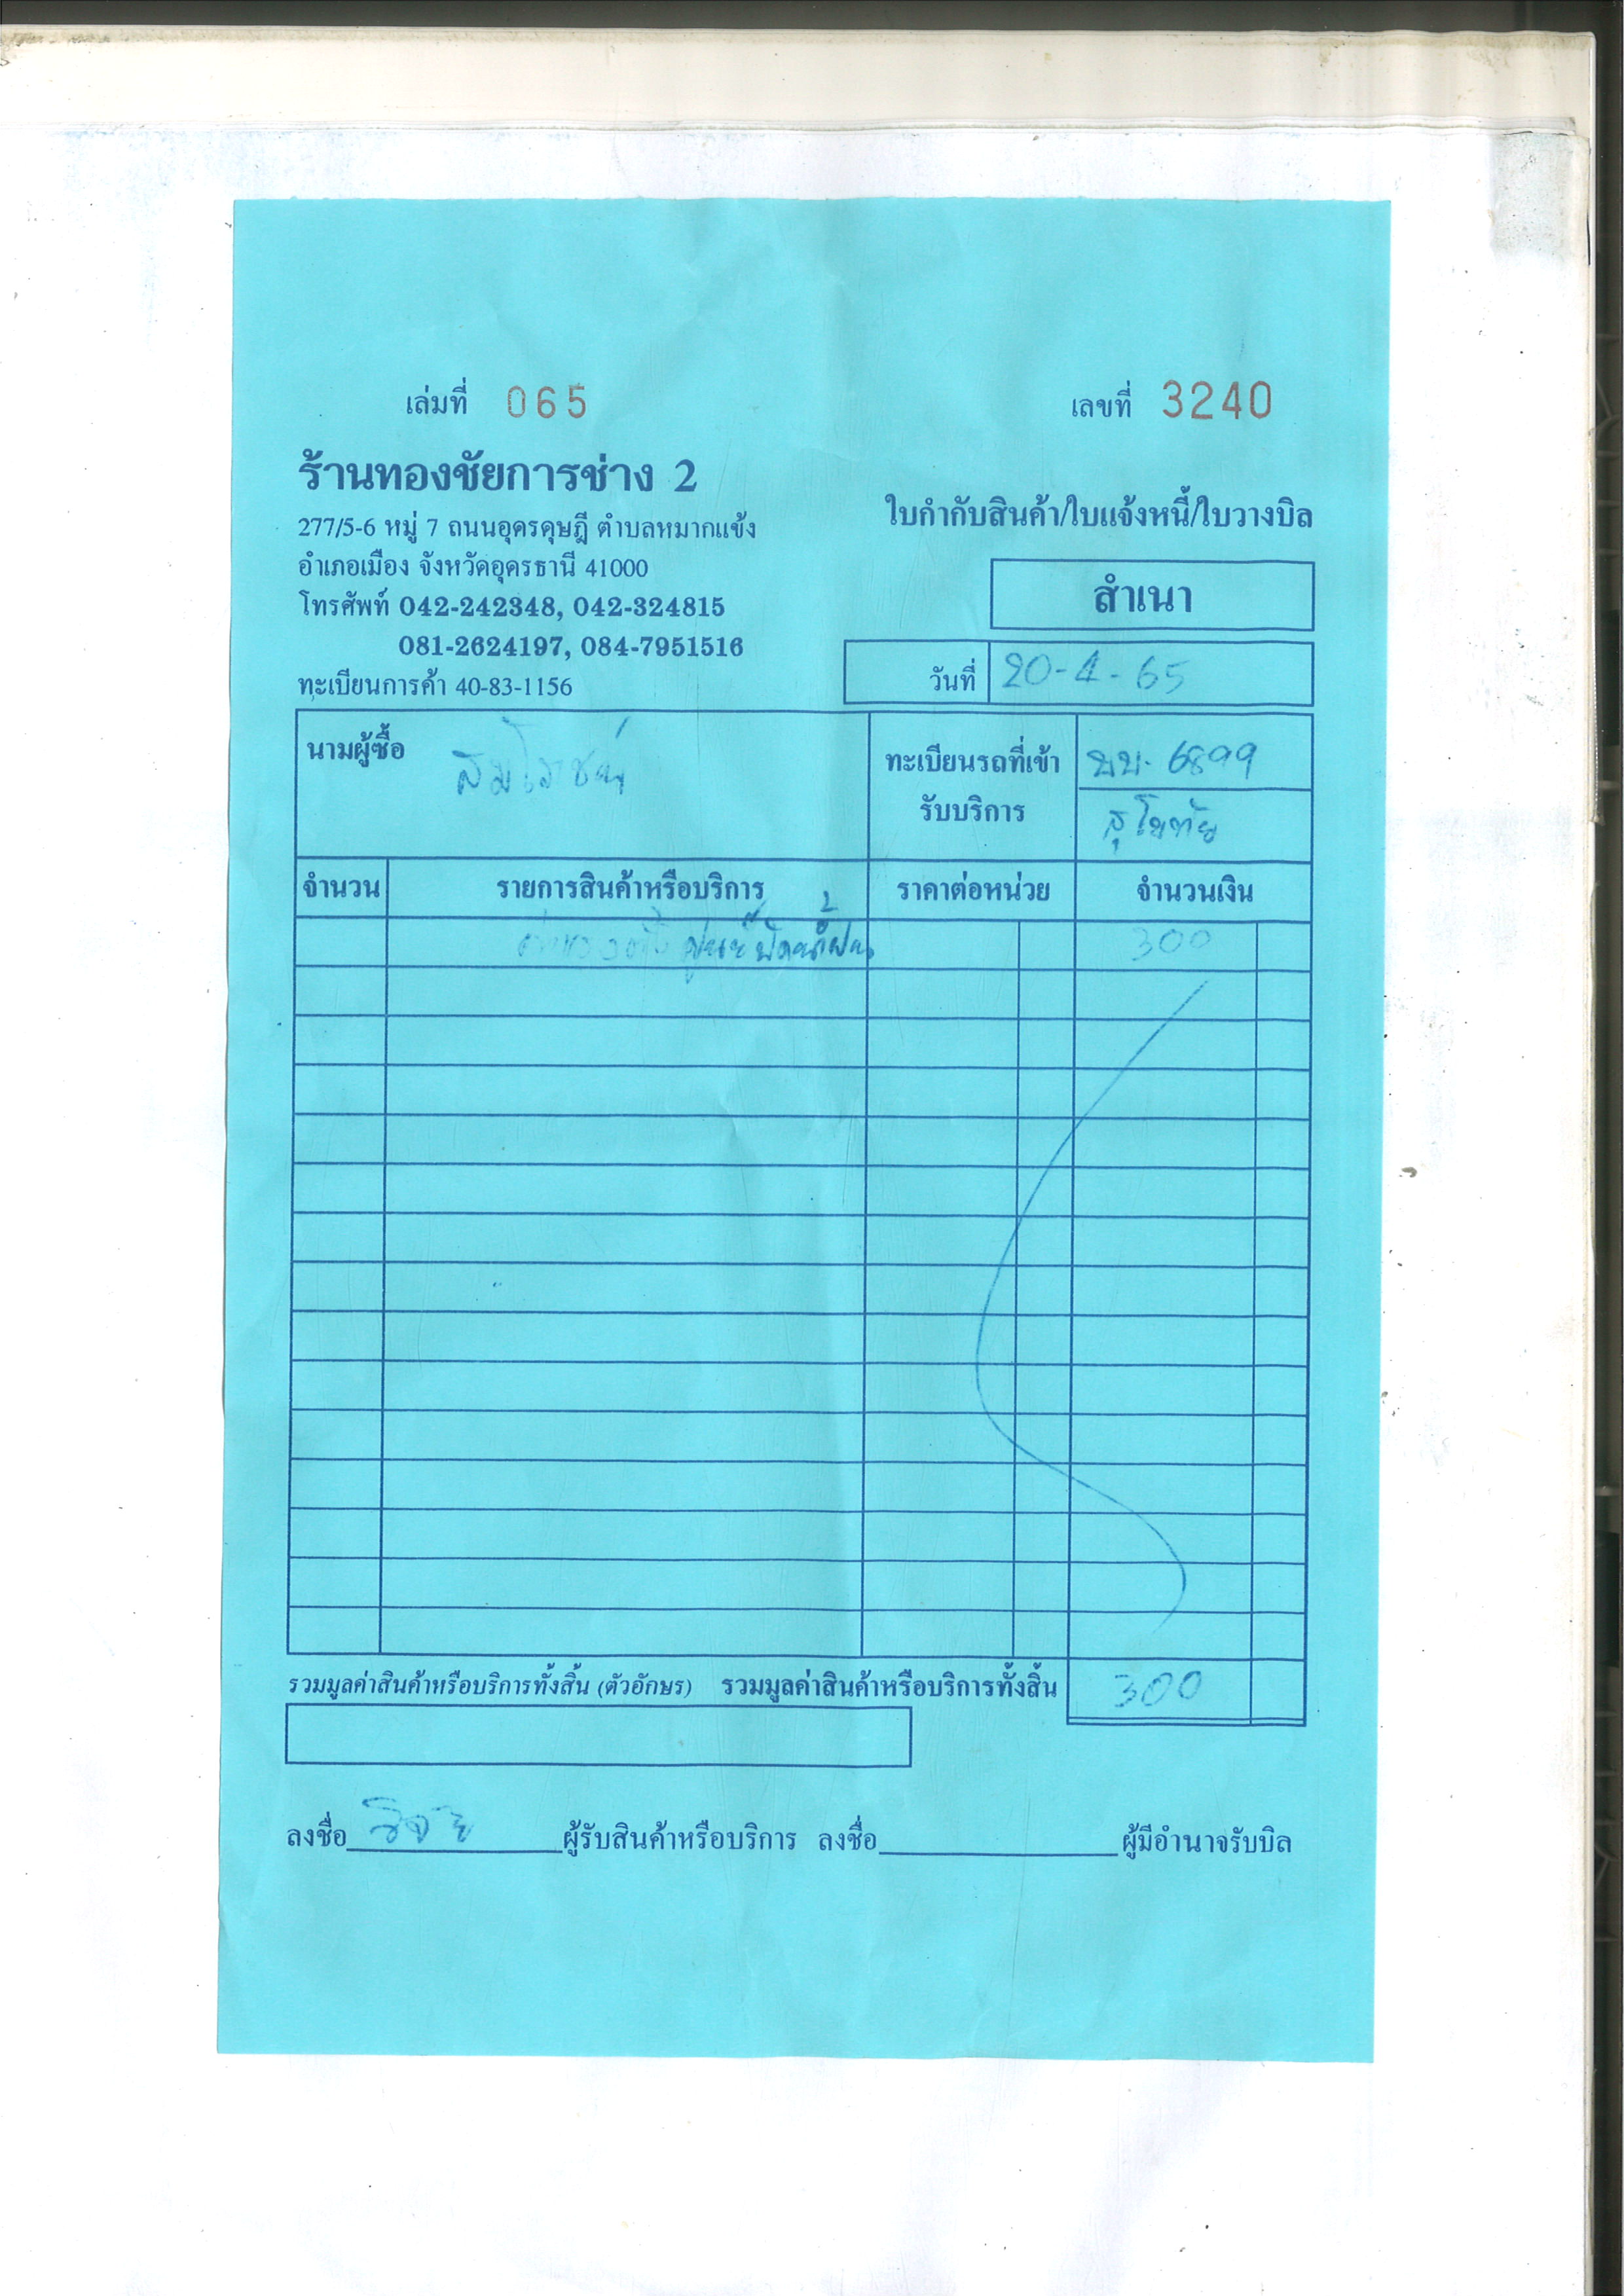 เล่มที่ 065 เลขที่ 3240
ร้านทองชัยการช่าง 2
277/5-6 หมู่ 7 ถนนอุดรดุษฎี ตำบลหมากแข้ง
อำเภอเมือง จังหวัดอุดรธานี 41000
โทรศัพท์ 042-242348, 042-324815
081-2624197, 084-7951516
ทะเบียนการค้า 40-83-1156
ใบกำกับสินค้า/ใบแจ้งหนี้/ใบวางบิล
สำเนา
วันที่ 20-4-65
นามผู้ซื้อ
ทะเบียนรถที่เข้า
รับบริการ
6899
สุโขทัย
จำนวน รายการสินค้าหรือบริการ ราคาต่อหน่วย จำนวนเงิน
300
รวมมูลค่าสินค้าหรือบริการทั้งสิ้น (ตัวอักษร) รวมมูลค่าสินค้าหรือบริการทั้งสิ้น 300
ลงชื่อ วิจัย ผู้รับสินค้าหรือบริการ ลงชื่อ ผู้มีอำนาจรับบิล